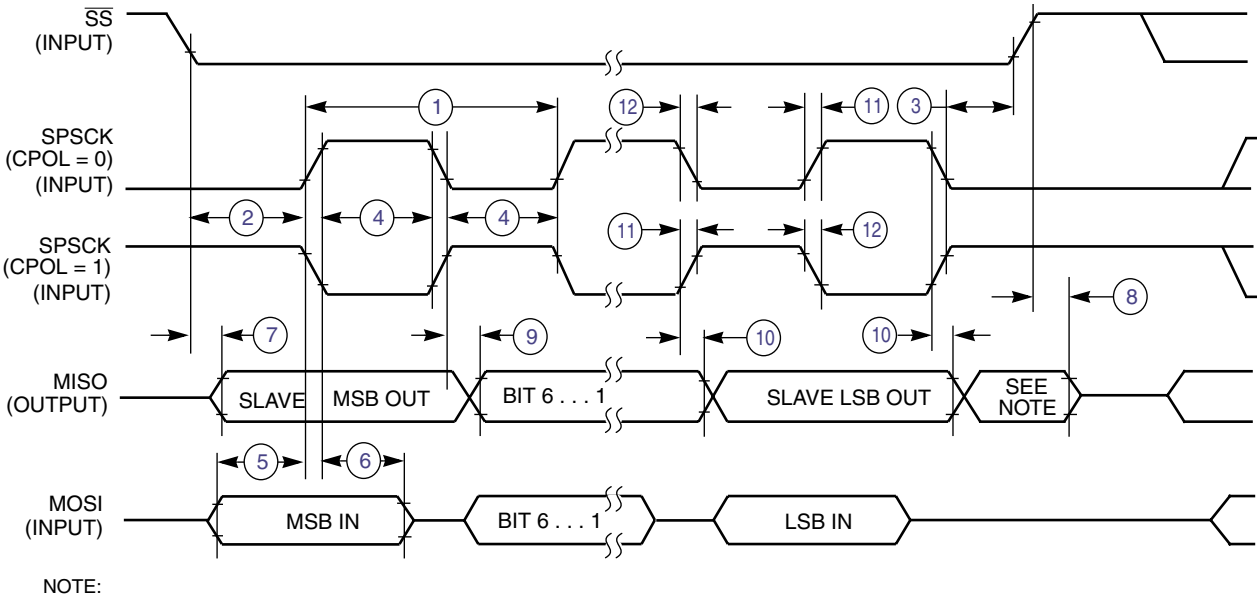 SS
(INPUT)
1
12
11
3
SPSCK
(CPOL = 0)
(INPUT)
2
4
4
11
12
SPSCK
(CPOL = 1)
(INPUT)
8
7
9
10
10
MISO
(OUTPUT)
SLAVE MSB OUT
BIT 6 . . . 1
SLAVE LSB OUT
SEE
NOTE
5
6
MOSI
(INPUT)
MSB IN
BIT 6 . . . 1
LSB IN
NOTE: